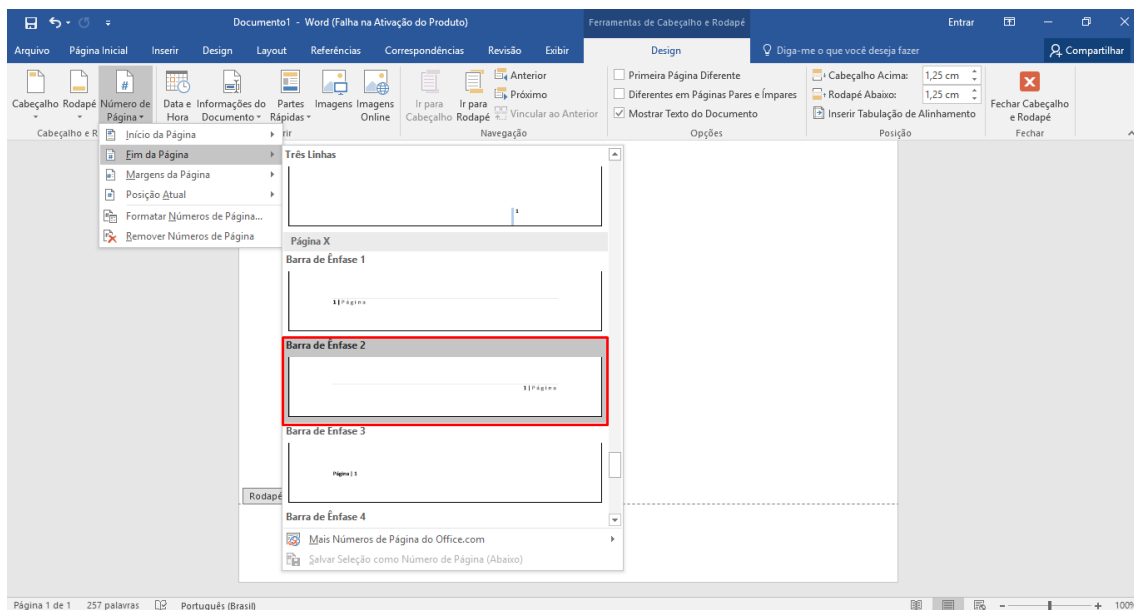 Documento1 - Word (Falha na Ativação do Produto)
Ferramentas de Cabeçalho e Rodapé
Entrar
Arquivo Página Inicial Inserir Design Layout Referências Correspondências Revisão Exibir Design Diga-me o que você deseja fazer Compartilhar
Cabeçalho Rodapé Número de Página
Data e Hora
Informações do Documento
Partes Rápidas
Imagens
Imagens Online
Ir para Cabeçalho
Ir para Rodapé
Anterior
Próximo
Vincular ao Anterior
Primeira Página Diferente
Diferentes em Páginas Pares e Ímpares
Mostrar Texto do Documento
Cabeçalho Acima: 1,25 cm
Rodapé Abaixo: 1,25 cm
Inserir Tabulação de Alinhamento
Fechar Cabeçalho e Rodapé
Cabeçalho e R
rir
Navegação
Opções
Posição
Fechar
Início da Página
Fim da Página
Margens da Página
Posição Atual
Formatar Números de Página...
Remover Números de Página
Três Linhas
1
Página X
Barra de Ênfase 1
1 | Página
Barra de Ênfase 2
1 | Página
Barra de Ênfase 3
Página | 1
Barra de Ênfase 4
Mais Números de Página do Office.com
Salvar Seleção como Número de Página (Abaixo)
Rodapé
Página 1 de 1 257 palavras Português (Brasil)
100%